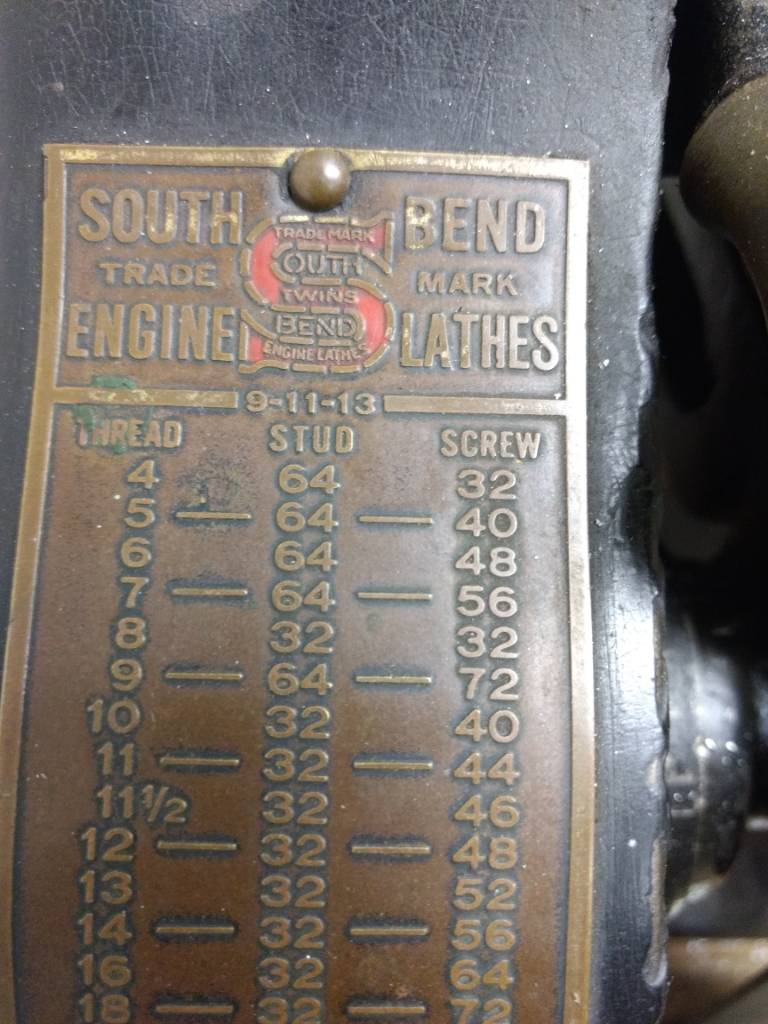 SOUTH BEND
TRADE MARK
ENGINE LATHES
TRADE MARK
SOUTH
TWINS
BEND
ENGINE LATHE
9-11-13
THREAD STUD SCREW
4 64 32
5 — 64 — 40
6 64 48
7 — 64 — 56
8 32 32
9 — 64 — 72
10 32 40
11 — 32 — 44
11 1/2 32 46
12 — 32 — 48
13 32 52
14 — 32 — 56
16 32 64
18 — 32 — 72